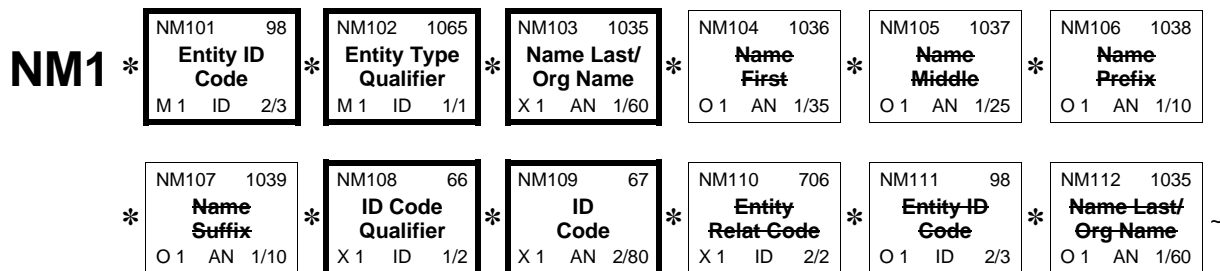 NM101 98 NM102 1065 NM103 1035 NM104 1036 NM105 1037 NM106 1038
NM1 * Entity ID * Entity Type * Name Last/ * Name * Name * Name
Code Qualifier Org Name First Middle Prefix
M 1 ID 2/3 M 1 ID 1/1 X 1 AN 1/60 O 1 AN 1/35 O 1 AN 1/25 O 1 AN 1/10
NM107 1039 NM108 66 NM109 67 NM110 706 NM111 98 NM112 1035
* Name * ID Code * ID * Entity * Entity ID * Name Last/ ~
Suffix Qualifier Code Relat Code Code Org Name
O 1 AN 1/10 X 1 ID 1/2 X 1 AN 2/80 X 1 ID 2/2 O 1 ID 2/3 O 1 AN 1/60